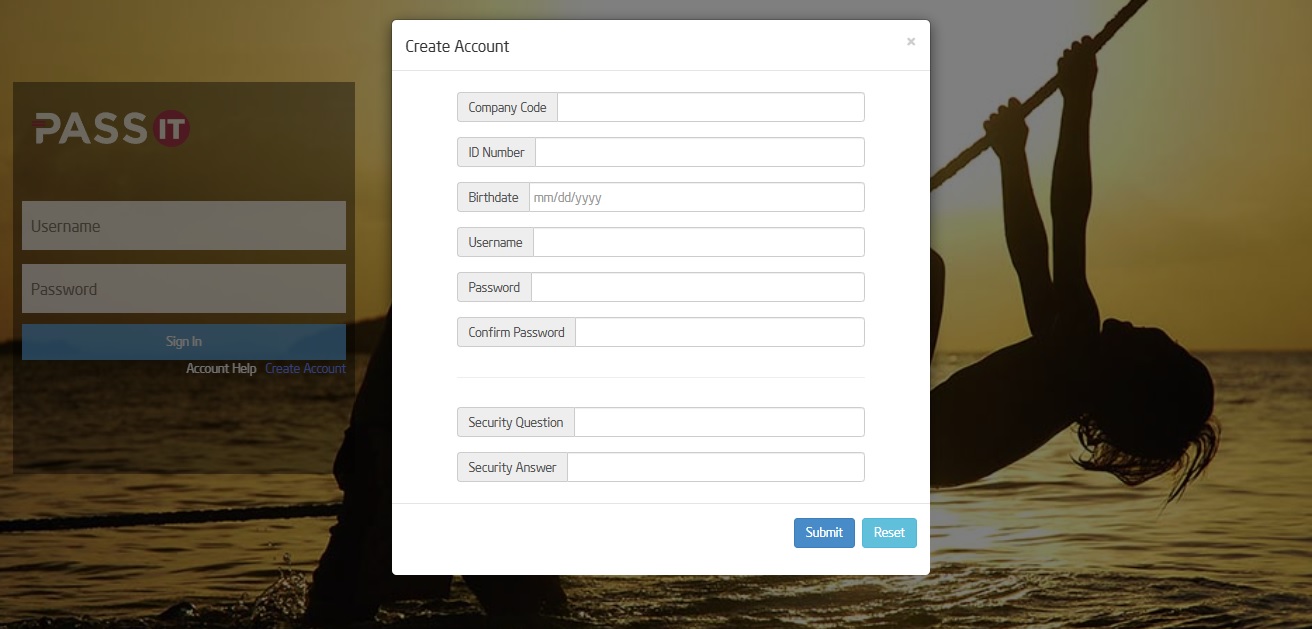 Create Account
×
Company Code
ID Number
Birthdate mm/dd/yyyy
Username
Password
Confirm Password
Security Question
Security Answer
Submit Reset
PASS IT
Username
Password
Sign In
Account Help Create Account